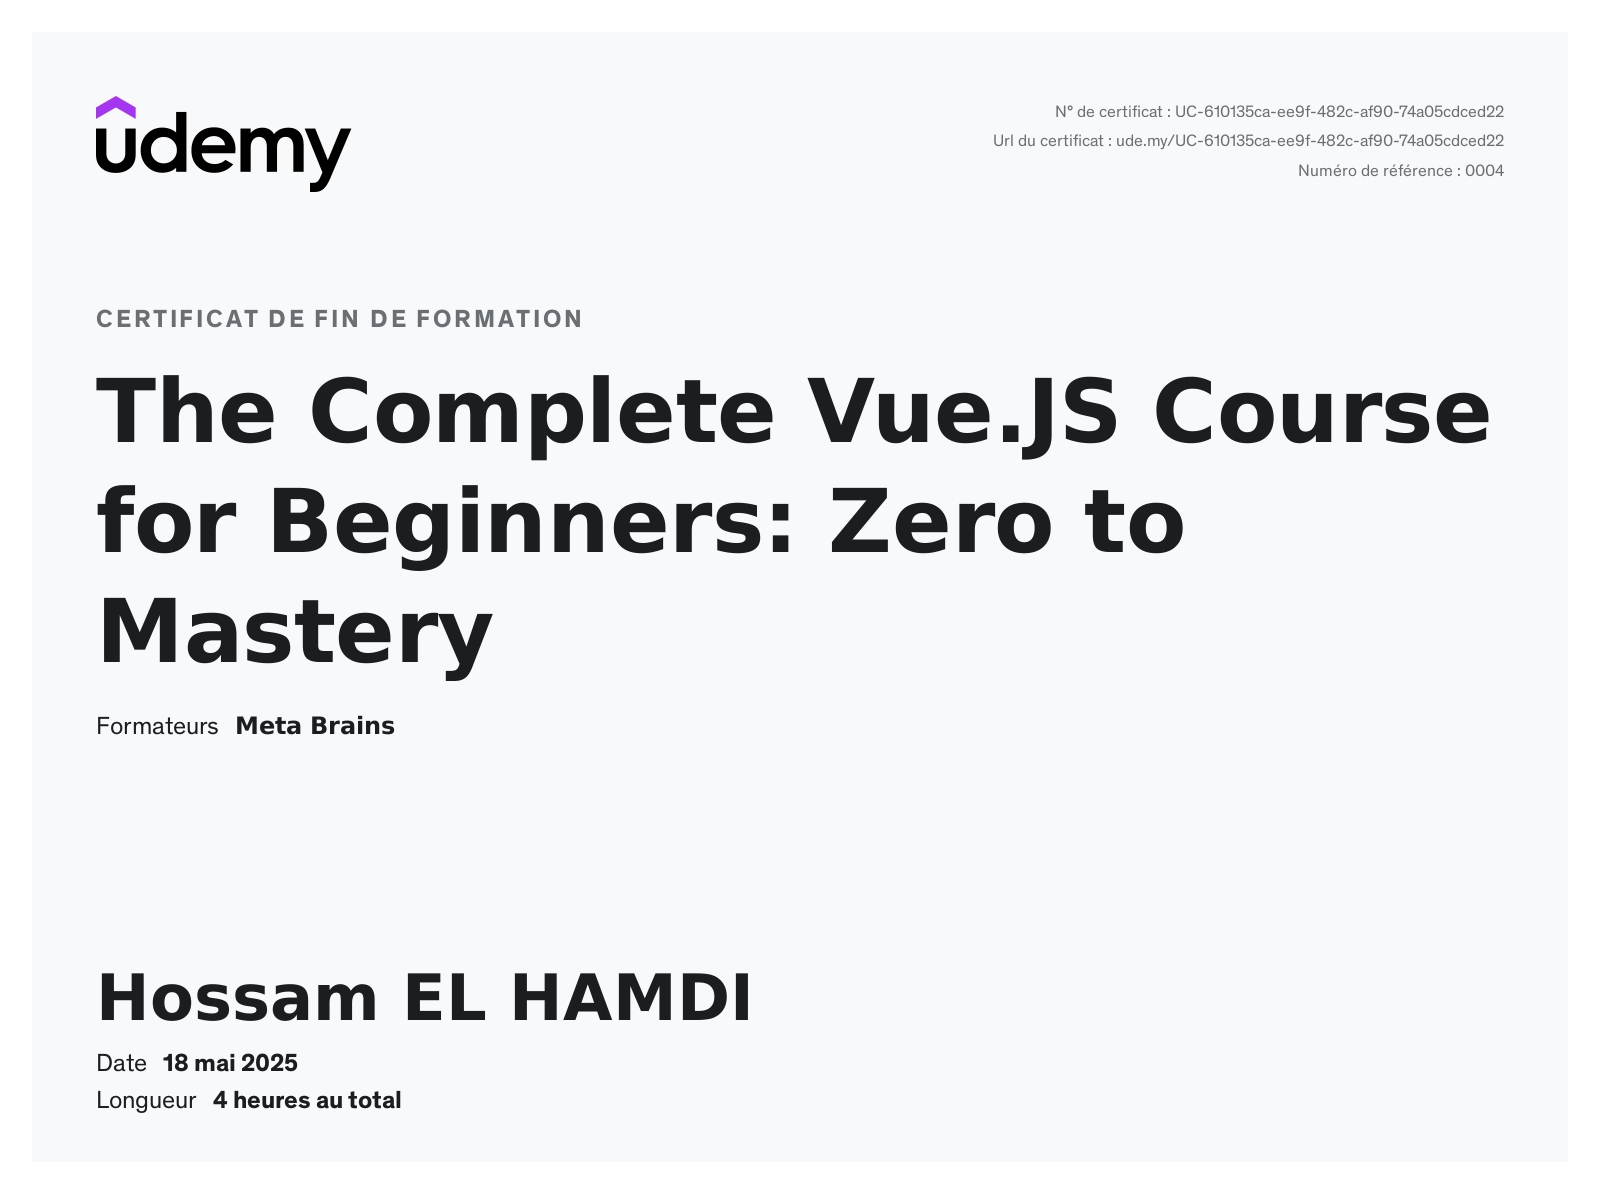 udemy
N° de certificat : UC-610135ca-ee9f-482c-af90-74a05cdced22
Url du certificat : ude.my/UC-610135ca-ee9f-482c-af90-74a05cdced22
Numéro de référence : 0004
CERTIFICAT DE FIN DE FORMATION
The Complete Vue.JS Course
for Beginners: Zero to
Mastery
Formateurs Meta Brains
Hossam EL HAMDI
Date 18 mai 2025
Longueur 4 heures au total